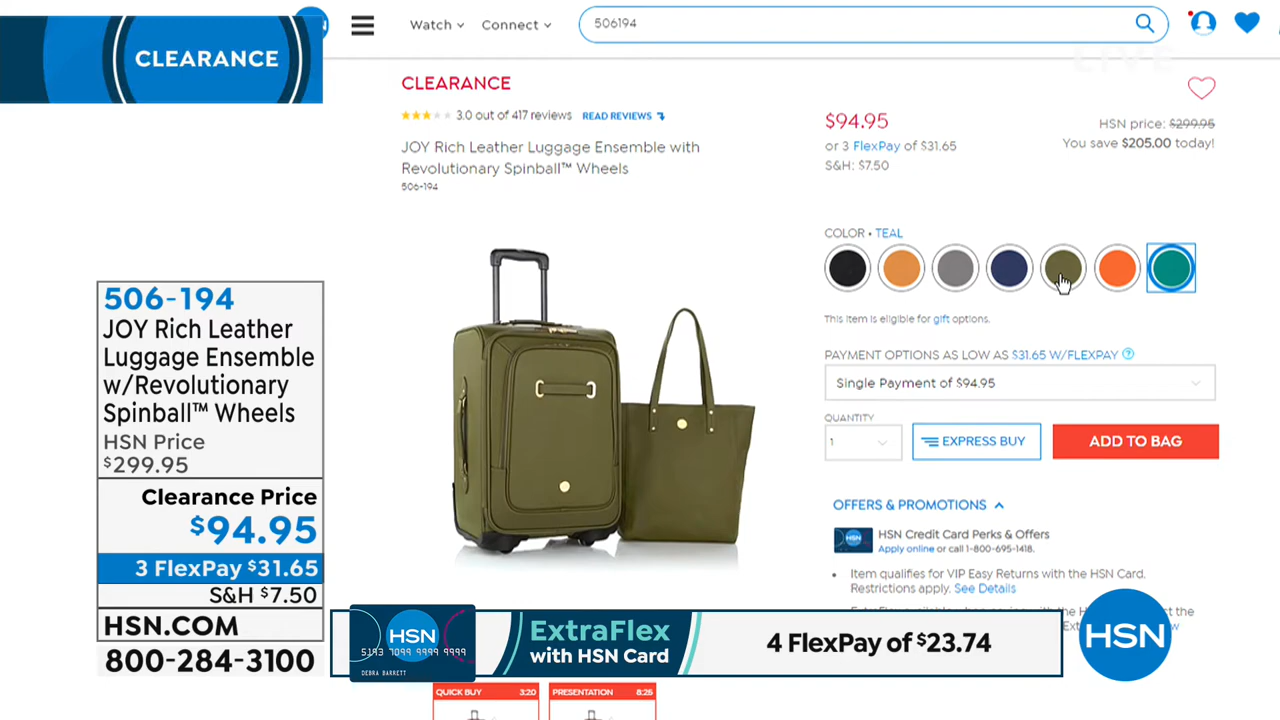 CLEARANCE
Watch
Connect
506194
LIVE
CLEARANCE
3.0 out of 417 reviews READ REVIEWS
JOY Rich Leather Luggage Ensemble with
Revolutionary Spinball™ Wheels
506-194
$94.95
or 3 FlexPay of $31.65
S&H: $7.50
HSN price: $299.95
You save $205.00 today!
COLOR • TEAL
This item is eligible for gift options.
PAYMENT OPTIONS AS LOW AS $31.65 W/FLEXPAY ?
Single Payment of $94.95
QUANTITY
1
EXPRESS BUY
ADD TO BAG
OFFERS & PROMOTIONS
HSN
HSN Credit Card Perks & Offers
Apply online or call 1-800-695-1418.
• Item qualifies for VIP Easy Returns with the HSN Card.
Restrictions apply. See Details
506-194
JOY Rich Leather
Luggage Ensemble
w/Revolutionary
Spinball™ Wheels
HSN Price
$299.95
Clearance Price
$94.95
3 FlexPay $31.65
S&H $7.50
HSN.COM
800-284-3100
HSN
5193 7099 9999 9999
DEBRA BARRETT
ExtraFlex
with HSN Card
4 FlexPay of $23.74
HSN
QUICK BUY 3:20
PRESENTATION 8:26